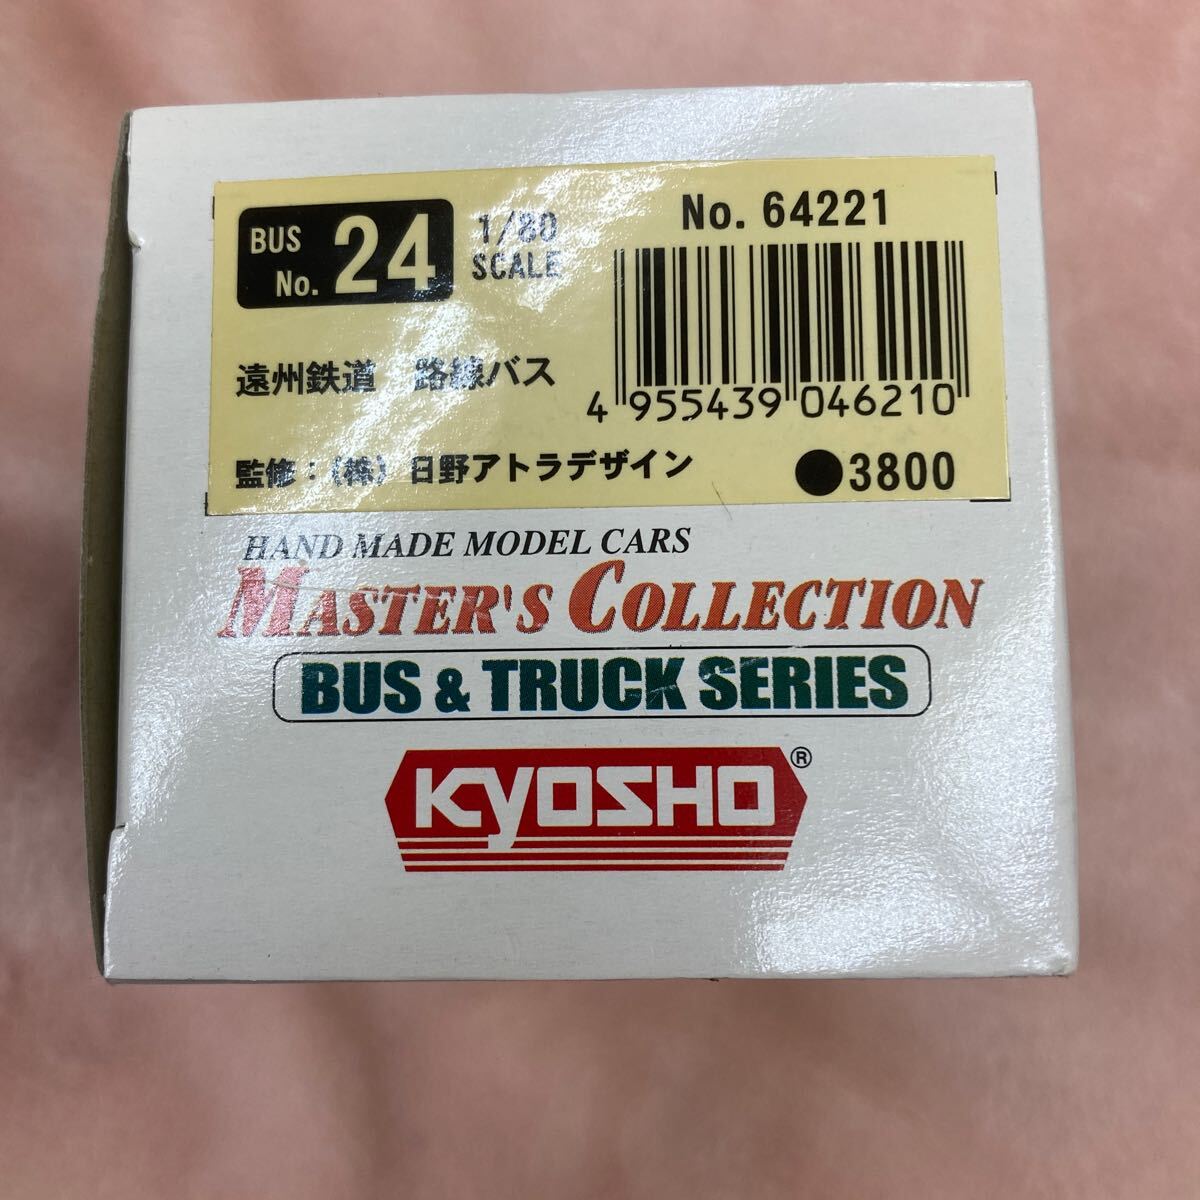 BUS No. 24
1/80 SCALE
No. 64221
4 955439 046210
遠州鉄道 路線バス
監修：(株) 日野アトラデザイン
●3800
HAND MADE MODEL CARS
MASTER'S COLLECTION
BUS & TRUCK SERIES
KYOSHO ®